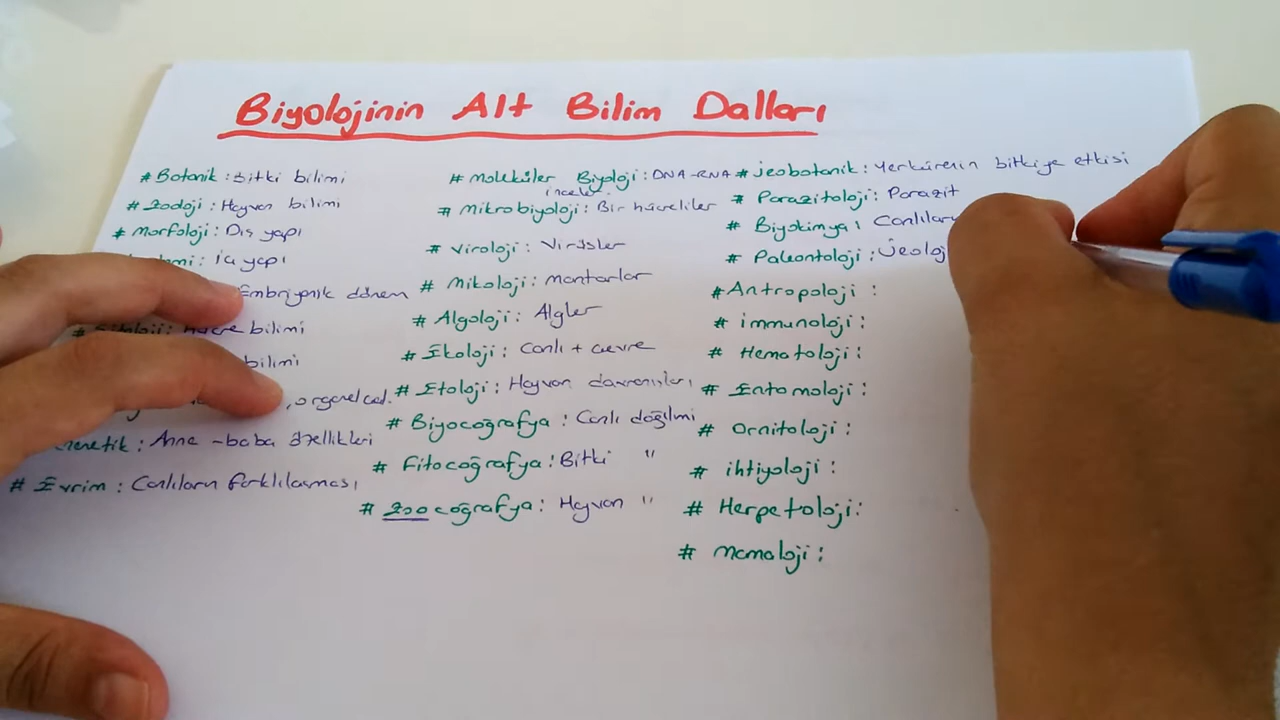 Biyolojinin Alt Bilim Dalları
# Botanik : Bitki bilimi
# Zooloji : Hayvan bilimi
# Morfoloji : Dış yapı
: İç yapı
Embriyonik dönem
: hücre bilimi
bilimi
, organel cad.
: Anne - baba özellikleri
# Evrim : Canlıların farklılaşması
# Moleküler Biyoloji : DNA - RNA inceler.
# Mikrobiyoloji : Bir hücreliler
# Viroloji : Virüsler
# Mikoloji : mantarlar
# Algoloji : Algler
# Ekoloji : Canlı + çevre
# Etoloji : Hayvan davranışları
# Biyocoğrafya : Canlı dağılımı
# Fitocoğrafya : Bitki "
# Zoocoğrafya : Hayvan "
# jeobotanik : Yerkürenin bitkiye etkisi
# Parazitoloji : Parazit
# Biyokimya : Canlıların
# Paleontoloji : Jeoloj
# Antropoloji :
# immunoloji :
# Hematoloji :
# Entomoloji :
# Ornitoloji :
# ihtiyoloji :
# Herpetoloji :
# mamaloji :